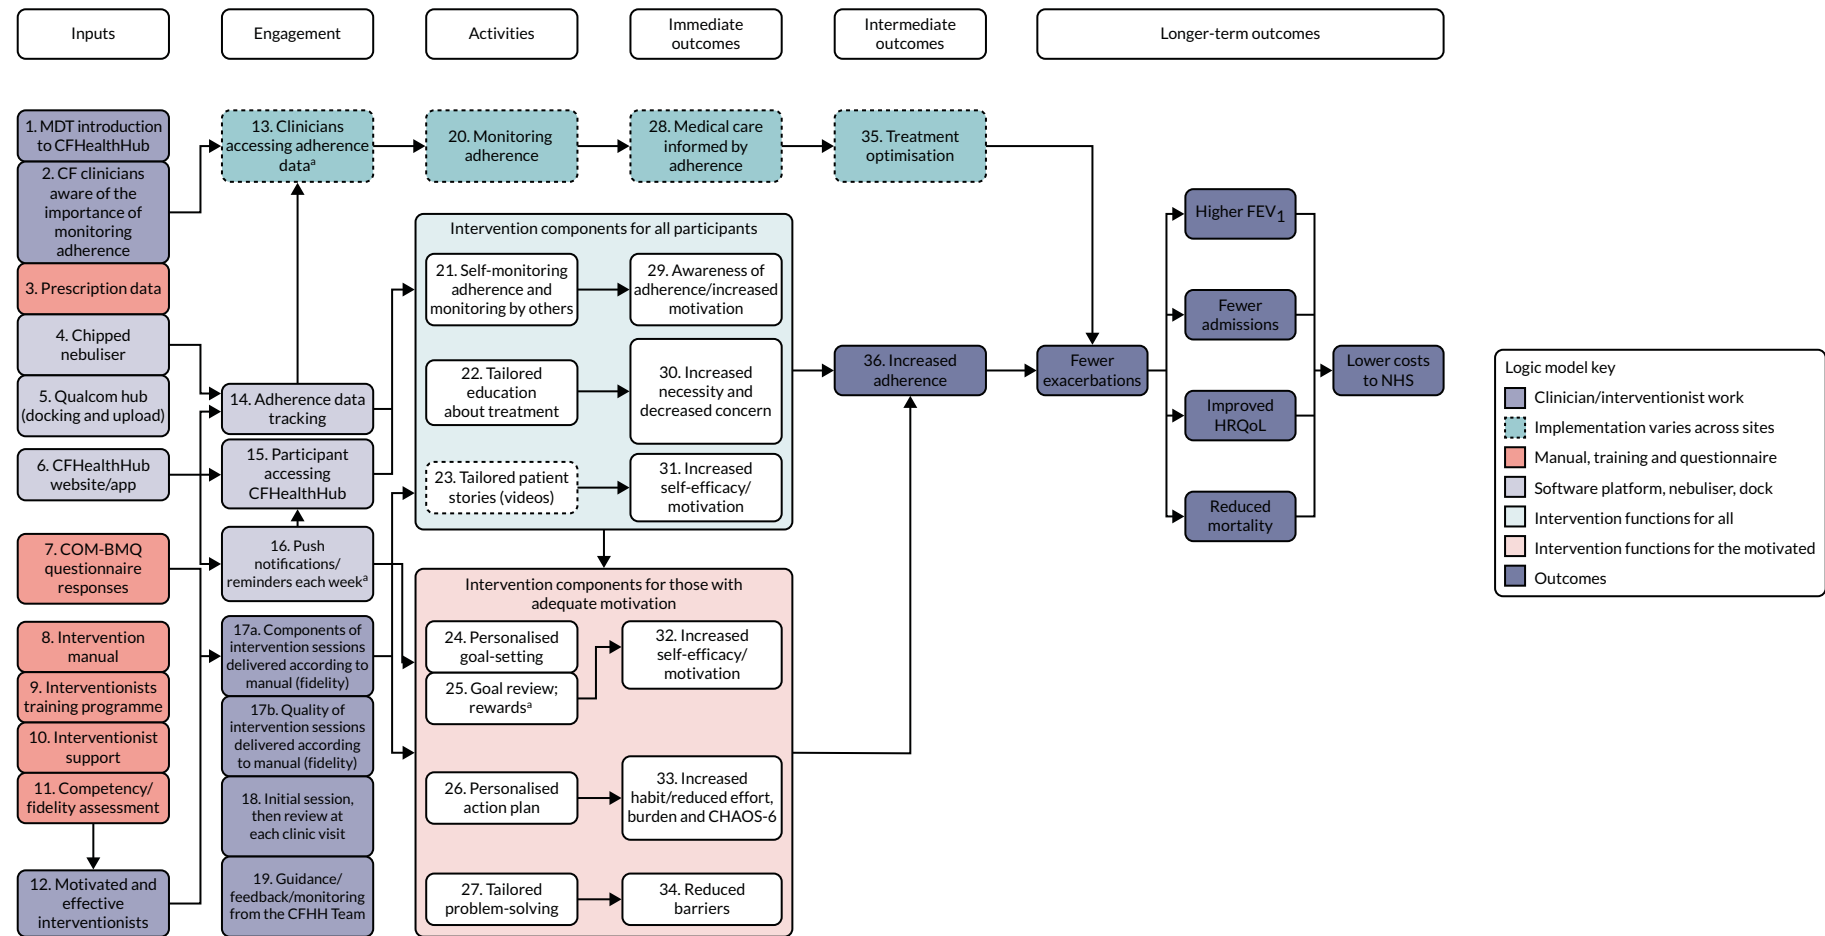 Inputs
Engagement
Activities
Immediate
outcomes
Intermediate
outcomes
Longer-term outcomes
1. MDT introduction
to CFHealthHub
2. CF clinicians
aware of the
importance of
monitoring
adherence
3. Prescription data
4. Chipped
nebuliser
5. Qualcom hub
(docking and upload)
6. CFHealthHub
website/app
7. COM-BMQ
questionnaire
responses
8. Intervention
manual
9. Interventionists
training programme
10. Interventionist
support
11. Competency/
fidelity assessment
12. Motivated and
effective
interventionists
13. Clinicians
accessing adherence
dataᵃ
14. Adherence data
tracking
15. Participant
accessing
CFHealthHub
16. Push
notifications/
reminders each weekᵃ
17a. Components of
intervention sessions
delivered according to
manual (fidelity)
17b. Quality of
intervention sessions
delivered according
to manual (fidelity)
18. Initial session,
then review at
each clinic visit
19. Guidance/
feedback/monitoring
from the CFHH Team
20. Monitoring
adherence
28. Medical care
informed by
adherence
35. Treatment
optimisation
Intervention components for all participants
21. Self-monitoring
adherence and
monitoring by others
29. Awareness of
adherence/increased
motivation
22. Tailored
education
about treatment
30. Increased
necessity and
decreased concern
23. Tailored patient
stories (videos)
31. Increased
self-efficacy/
motivation
Intervention components for those with
adequate motivation
24. Personalised
goal-setting
25. Goal review;
rewardsᵃ
32. Increased
self-efficacy/
motivation
26. Personalised
action plan
33. Increased
habit/reduced effort,
burden and CHAOS-6
27. Tailored
problem-solving
34. Reduced
barriers
36. Increased
adherence
Fewer
exacerbations
Higher FEV₁
Fewer
admissions
Improved
HRQoL
Reduced
mortality
Lower costs
to NHS
Logic model key
Clinician/interventionist work
Implementation varies across sites
Manual, training and questionnaire
Software platform, nebuliser, dock
Intervention functions for all
Intervention functions for the motivated
Outcomes